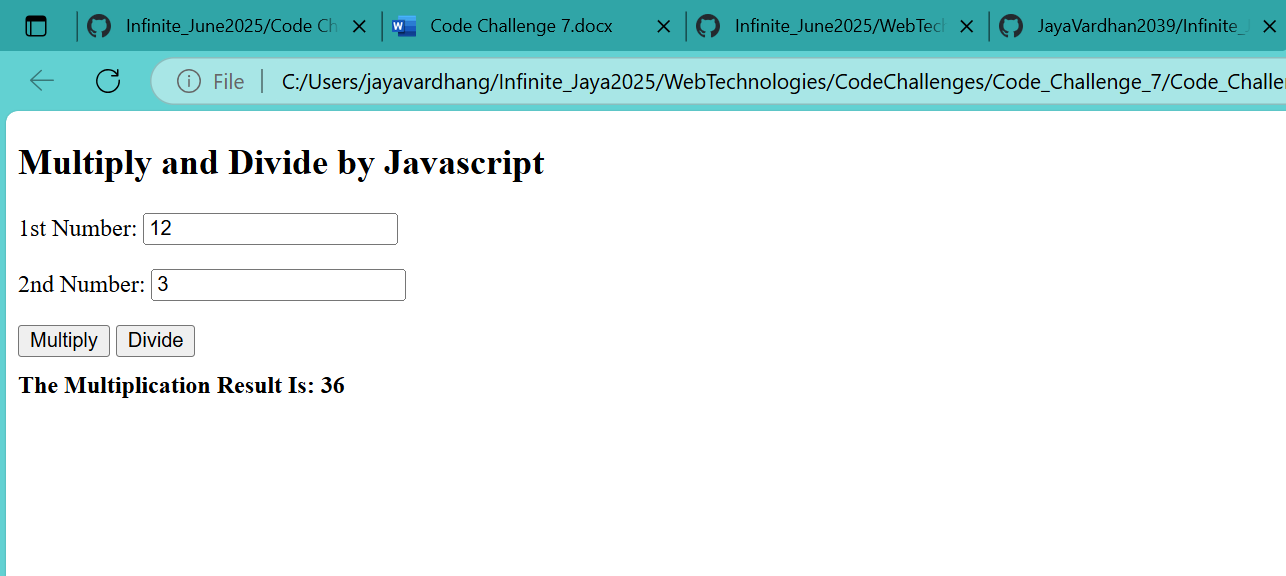 Infinite_June2025/Code Ch
Code Challenge 7.docx
Infinite_June2025/WebTech
JayaVardhan2039/Infinite_J
File
C:/Users/jayavardhang/Infinite_Jaya2025/WebTechnologies/CodeChallenges/Code_Challenge_7/Code_Challe
Multiply and Divide by Javascript
1st Number: 12
2nd Number: 3
Multiply Divide
The Multiplication Result Is: 36